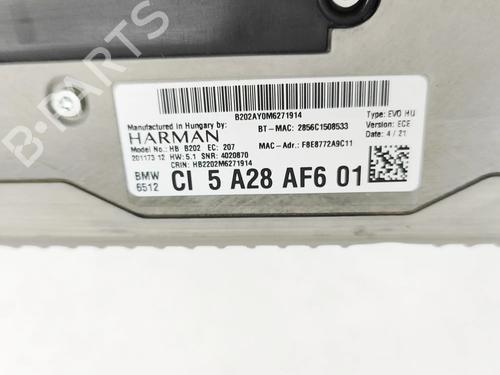 B-PARTS
B202AY0M6271914
Manufactured in Hungary by:
HARMAN
Model: HB B202 EC: 207
201173 12 HW: 5.1 SNR: 4020870
CRIN: HB2202M6271914
BT-MAC: 2856C1508533
MAC-Adr.: F8E8772A9C11
Type: EVO HU
Version: ECE
Date: 4 / 21
BMW
6512
CI 5 A28 AF6 01